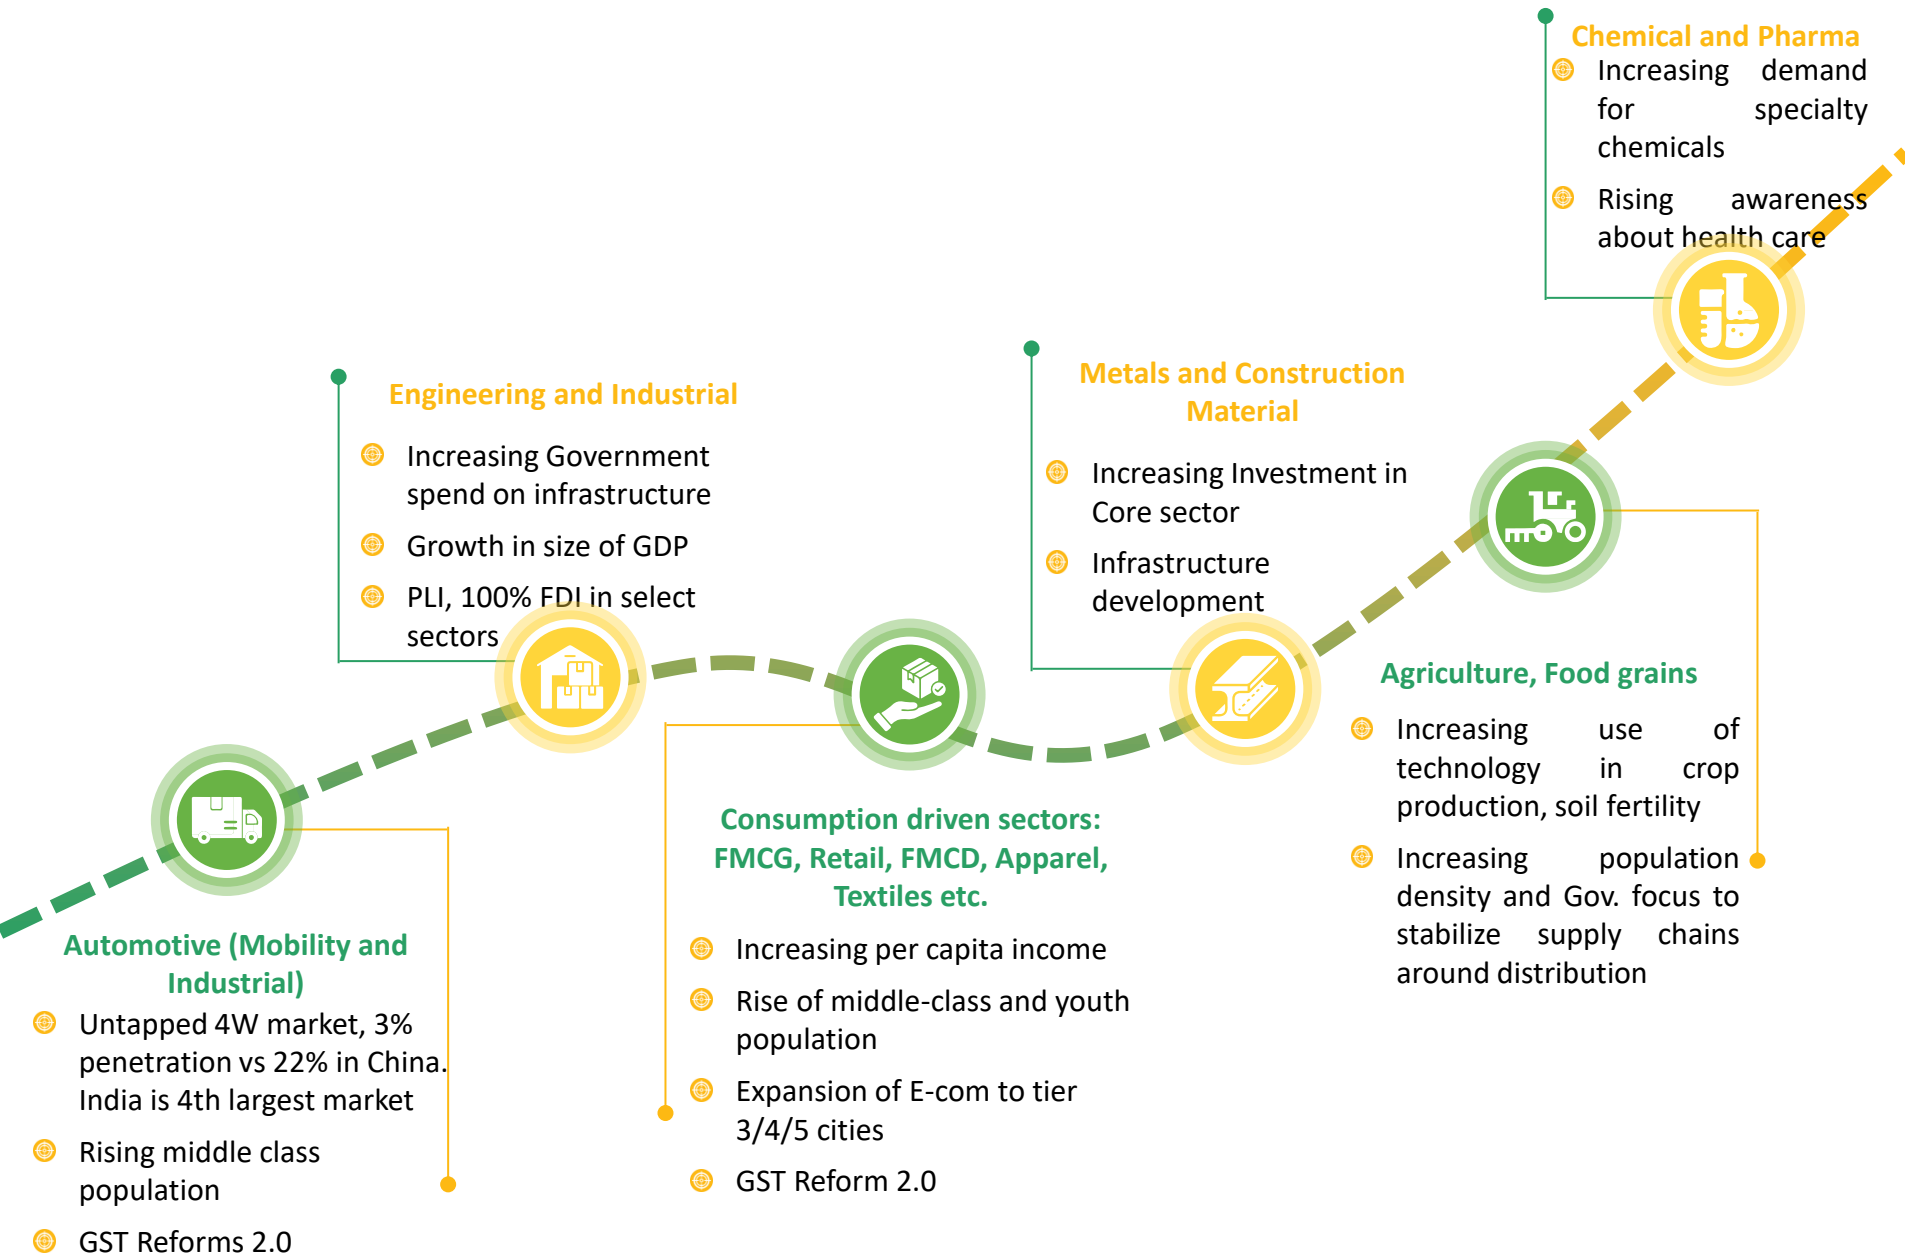 Automotive (Mobility and
Industrial)
Untapped 4W market, 3%
penetration vs 22% in China.
India is 4th largest market
Rising middle class
population
GST Reforms 2.0
Engineering and Industrial
Increasing Government
spend on infrastructure
Growth in size of GDP
PLI, 100% FDI in select
sectors
Consumption driven sectors:
FMCG, Retail, FMCD, Apparel,
Textiles etc.
Increasing per capita income
Rise of middle-class and youth
population
Expansion of E-com to tier
3/4/5 cities
GST Reform 2.0
Metals and Construction
Material
Increasing Investment in
Core sector
Infrastructure
development
Agriculture, Food grains
Increasing use of
technology in crop
production, soil fertility
Increasing population
density and Gov. focus to
stabilize supply chains
around distribution
Chemical and Pharma
Increasing demand
for specialty
chemicals
Rising awareness
about health care